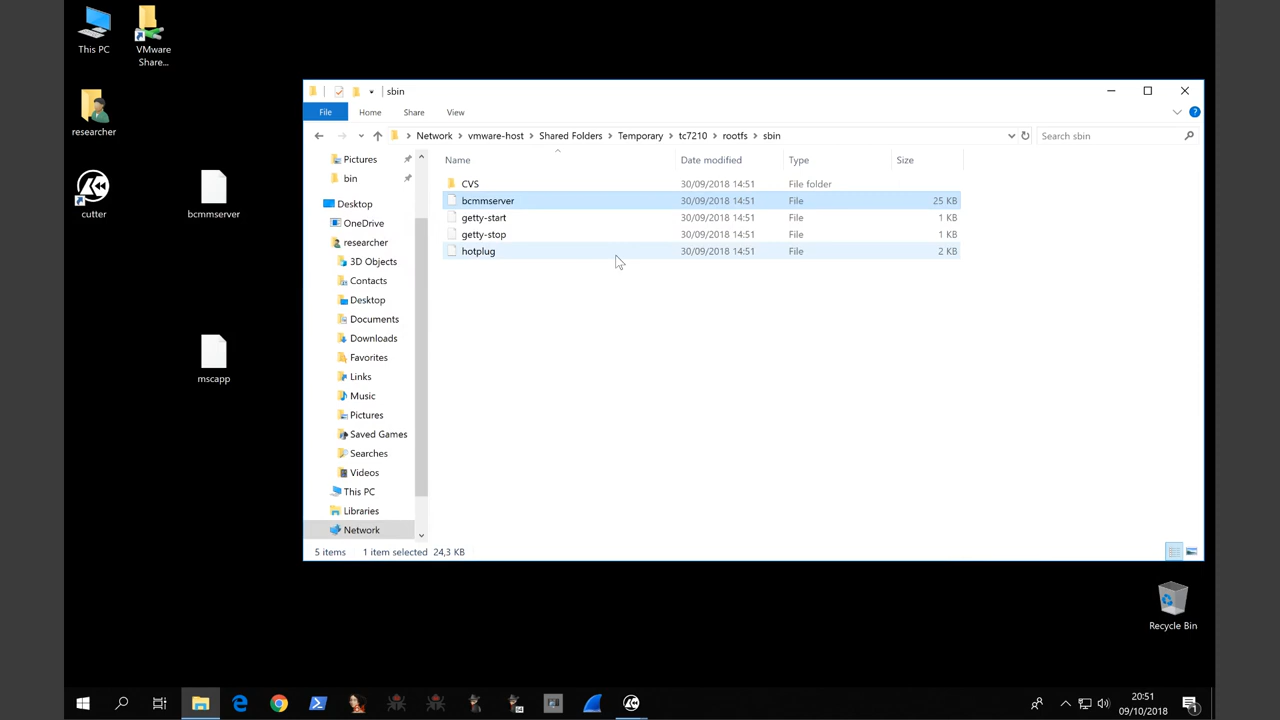 This PC
VMware
Share...
researcher
cutter
bcmmserver
mscapp
sbin
File Home Share View
Network vmware-host Shared Folders Temporary tc7210 rootfs sbin
Search sbin
Pictures
bin
Desktop
OneDrive
researcher
3D Objects
Contacts
Desktop
Documents
Downloads
Favorites
Links
Music
Pictures
Saved Games
Searches
Videos
This PC
Libraries
Network
Name Date modified Type Size
CVS 30/09/2018 14:51 File folder
bcmmserver 30/09/2018 14:51 File 25 KB
getty-start 30/09/2018 14:51 File 1 KB
getty-stop 30/09/2018 14:51 File 1 KB
hotplug 30/09/2018 14:51 File 2 KB
5 items 1 item selected 24,3 KB
Recycle Bin
20:51
09/10/2018
1
64